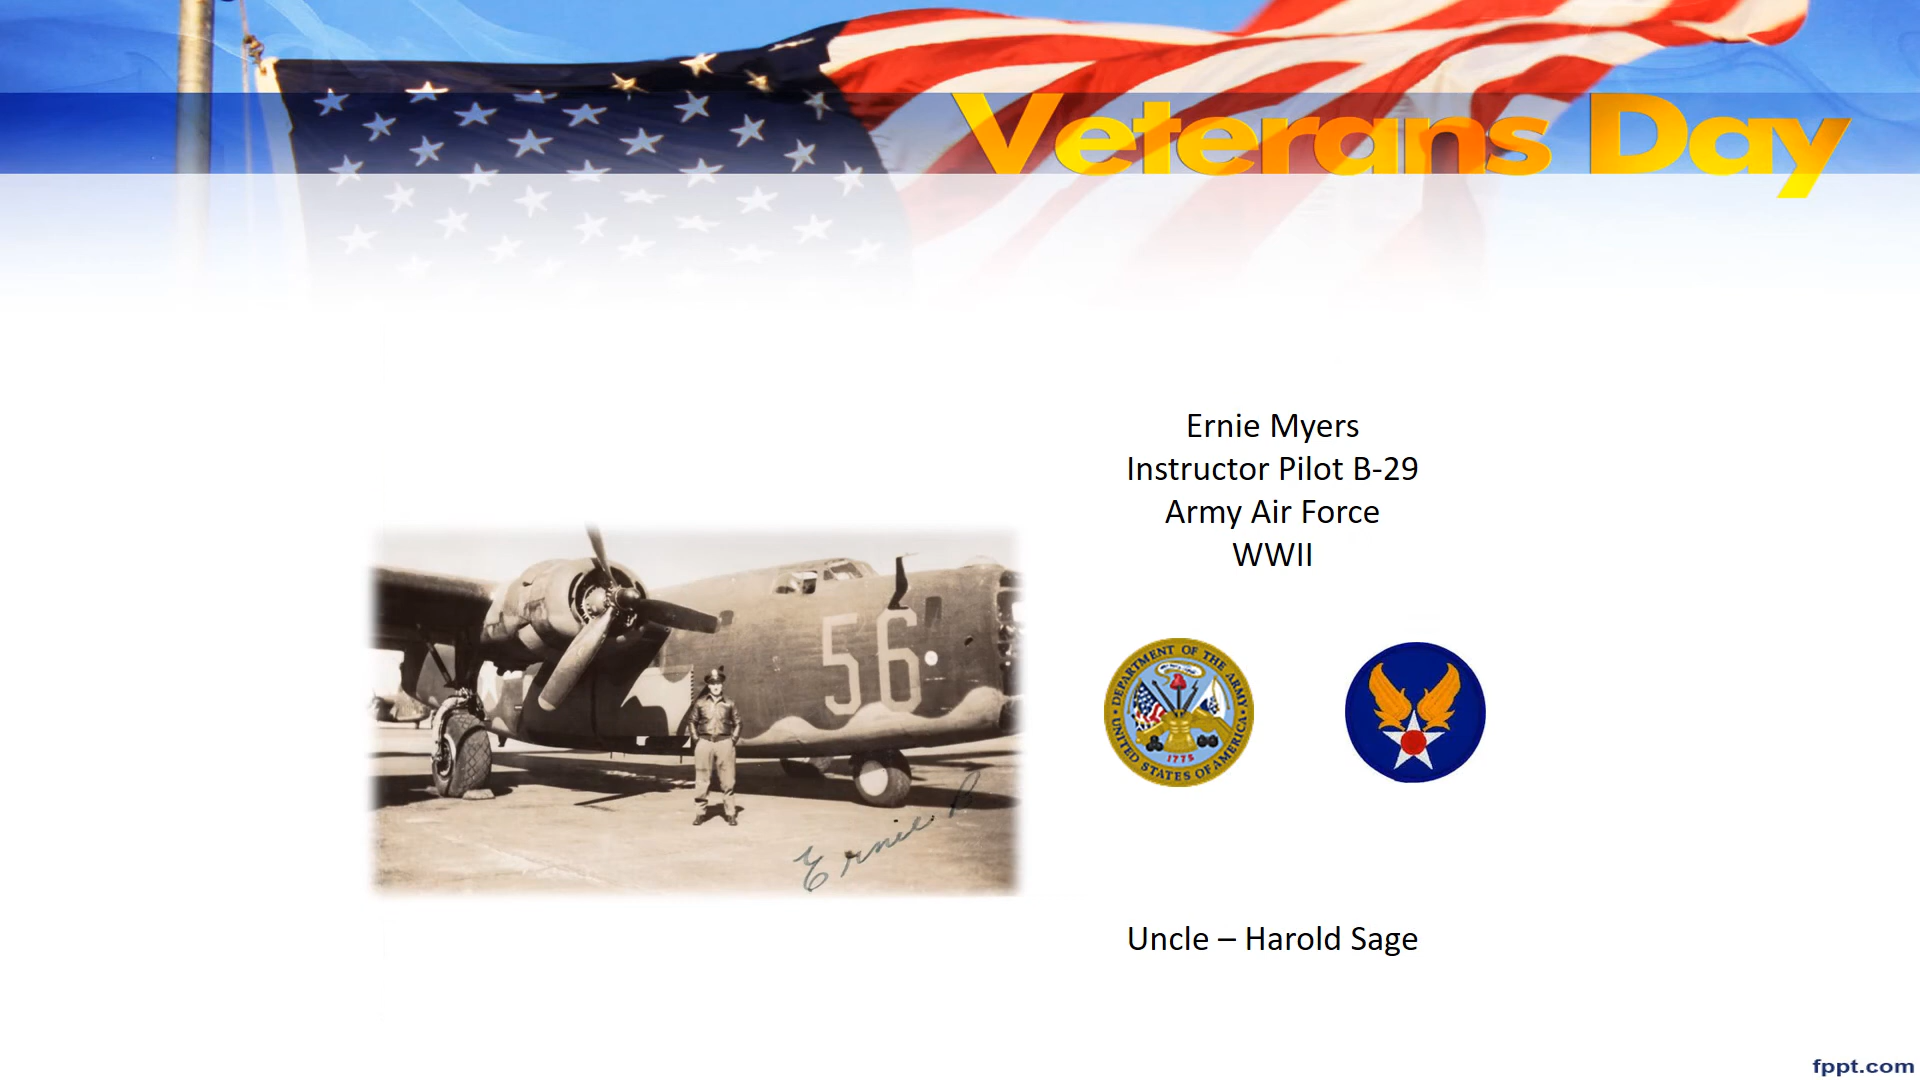 Veterans Day
Ernie Myers
Instructor Pilot B-29
Army Air Force
WWII
56
DEPARTMENT OF THE ARMY
UNITED STATES OF AMERICA
1775
Ernie
Uncle – Harold Sage
fppt.com